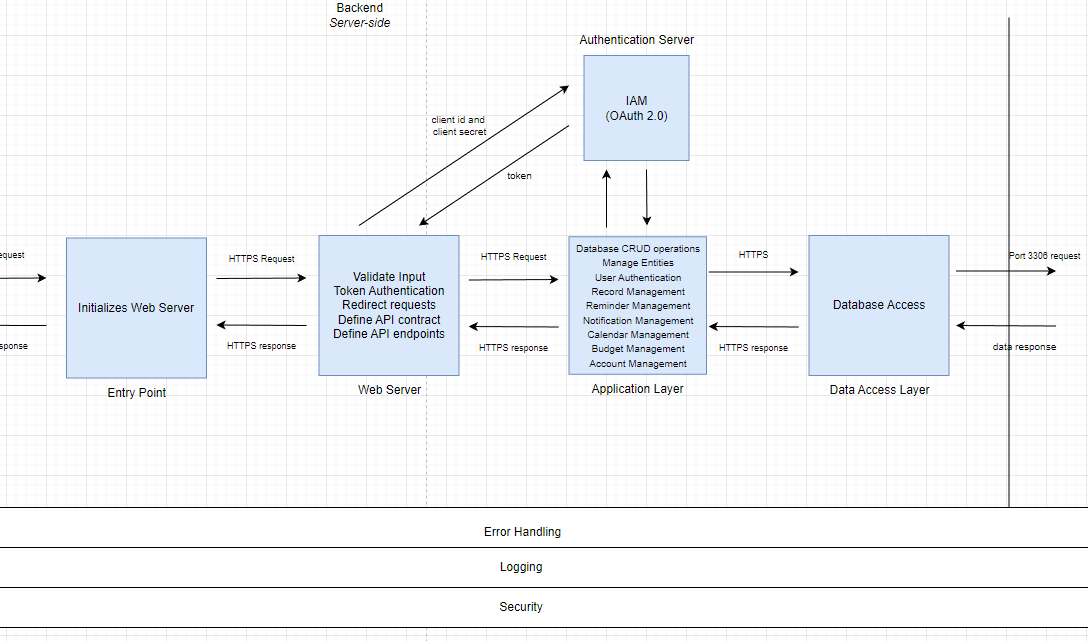 Backend
Server-side
Authentication Server
IAM
(OAuth 2.0)
client id and
client secret
token
HTTPS Request
HTTPS response
Initializes Web Server
Entry Point
Validate Input
Token Authentication
Redirect requests
Define API contract
Define API endpoints
Web Server
HTTPS Request
HTTPS response
Database CRUD operations
Manage Entities
User Authentication
Record Management
Reminder Management
Notification Management
Calendar Management
Budget Management
Account Management
Application Layer
HTTPS
HTTPS response
Database Access
Data Access Layer
Port 3306 request
data response
Error Handling
Logging
Security